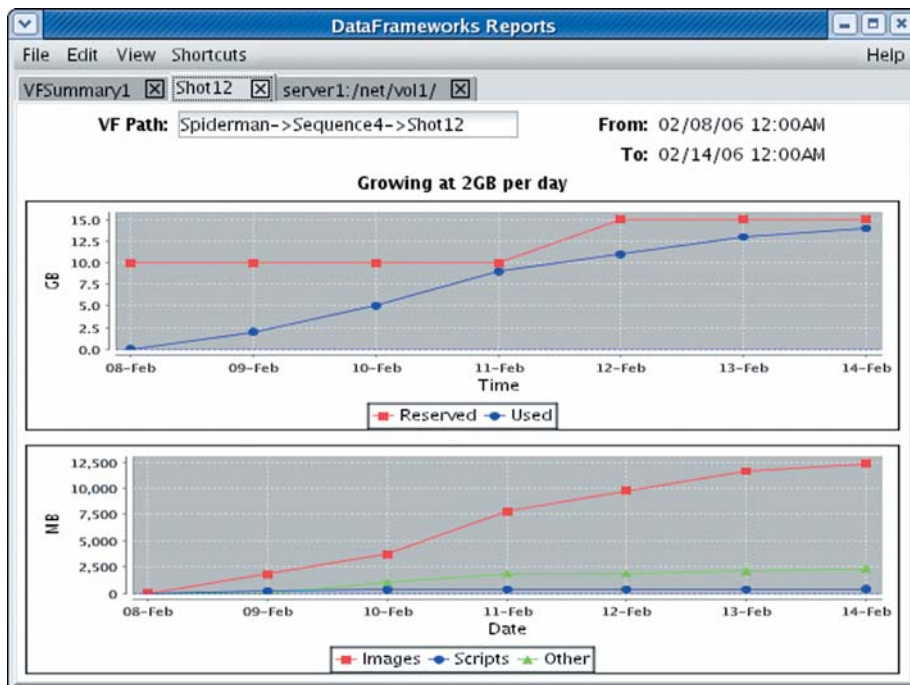 DataFrameworks Reports
File Edit View Shortcuts Help
VFSummary1 Shot12 server1:/net/vol1/
VF Path: Spiderman->Sequence4->Shot12 From: 02/08/06 12:00AM
To: 02/14/06 12:00AM
Growing at 2GB per day
15.0
12.5
10.0
7.5
5.0
2.5
0.0
GB
08-Feb 09-Feb 10-Feb 11-Feb 12-Feb 13-Feb 14-Feb
Time
Reserved Used
12,500
10,000
7,500
5,000
2,500
0
MB
08-Feb 09-Feb 10-Feb 11-Feb 12-Feb 13-Feb 14-Feb
Date
Images Scripts Other